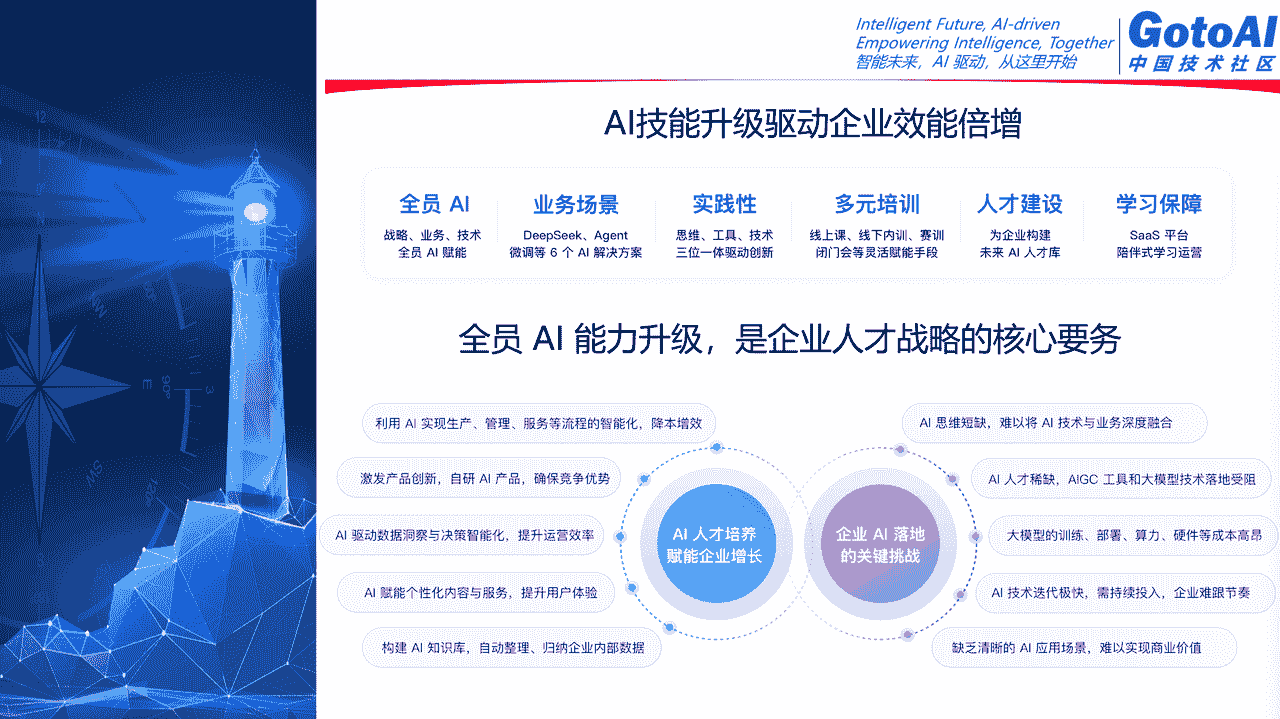 Intelligent Future, AI-driven
Empowering Intelligence, Together
智能未来，AI 驱动，从这里开始
GotoAI
中国技术社区
AI技能升级驱动企业效能倍增
全员 AI
战略、业务、技术
全员 AI 赋能
业务场景
DeepSeek、Agent
微调等 6 个 AI 解决方案
实践性
思维、工具、技术
三位一体驱动创新
多元培训
线上课、线下内训、赛训
闭门会等灵活赋能手段
人才建设
为企业构建
未来 AI 人才库
学习保障
SaaS 平台
陪伴式学习运营
全员 AI 能力升级，是企业人才战略的核心要务
利用 AI 实现生产、管理、服务等流程的智能化，降本增效
激发产品创新，自研 AI 产品，确保竞争优势
AI 驱动数据洞察与决策智能化，提升运营效率
AI 赋能个性化内容与服务，提升用户体验
构建 AI 知识库，自动整理、归纳企业内部数据
AI 人才培养
赋能企业增长
企业 AI 落地
的关键挑战
AI 思维短缺，难以将 AI 技术与业务深度融合
AI 人才稀缺，AIGC 工具和大模型技术落地受阻
大模型的训练、部署、算力、硬件等成本高昂
AI 技术迭代极快，需持续投入，企业难跟节奏
缺乏清晰的 AI 应用场景，难以实现商业价值
E
90°
3
SW